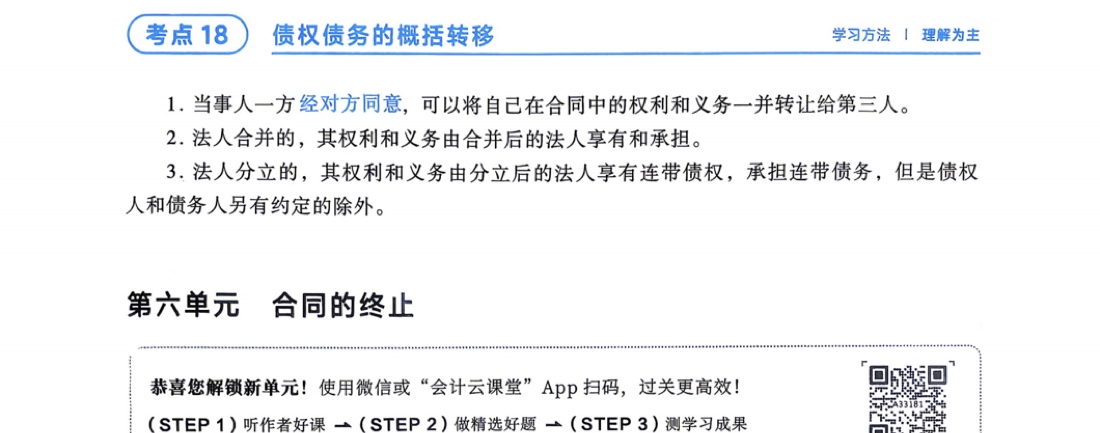 考点 18 债权债务的概括转移 学习方法 | 理解为主
1. 当事人一方经对方同意，可以将自己在合同中的权利和义务一并转让给第三人。
2. 法人合并的，其权利和义务由合并后的法人享有和承担。
3. 法人分立的，其权利和义务由分立后的法人享有连带债权，承担连带债务，但是债权
人和债务人另有约定的除外。
第六单元 合同的终止
恭喜您解锁新单元！使用微信或“会计云课堂”App 扫码，过关更高效！
（STEP 1）听作者好课 → （STEP 2）做精选好题 → （STEP 3）测学习成果
A33181